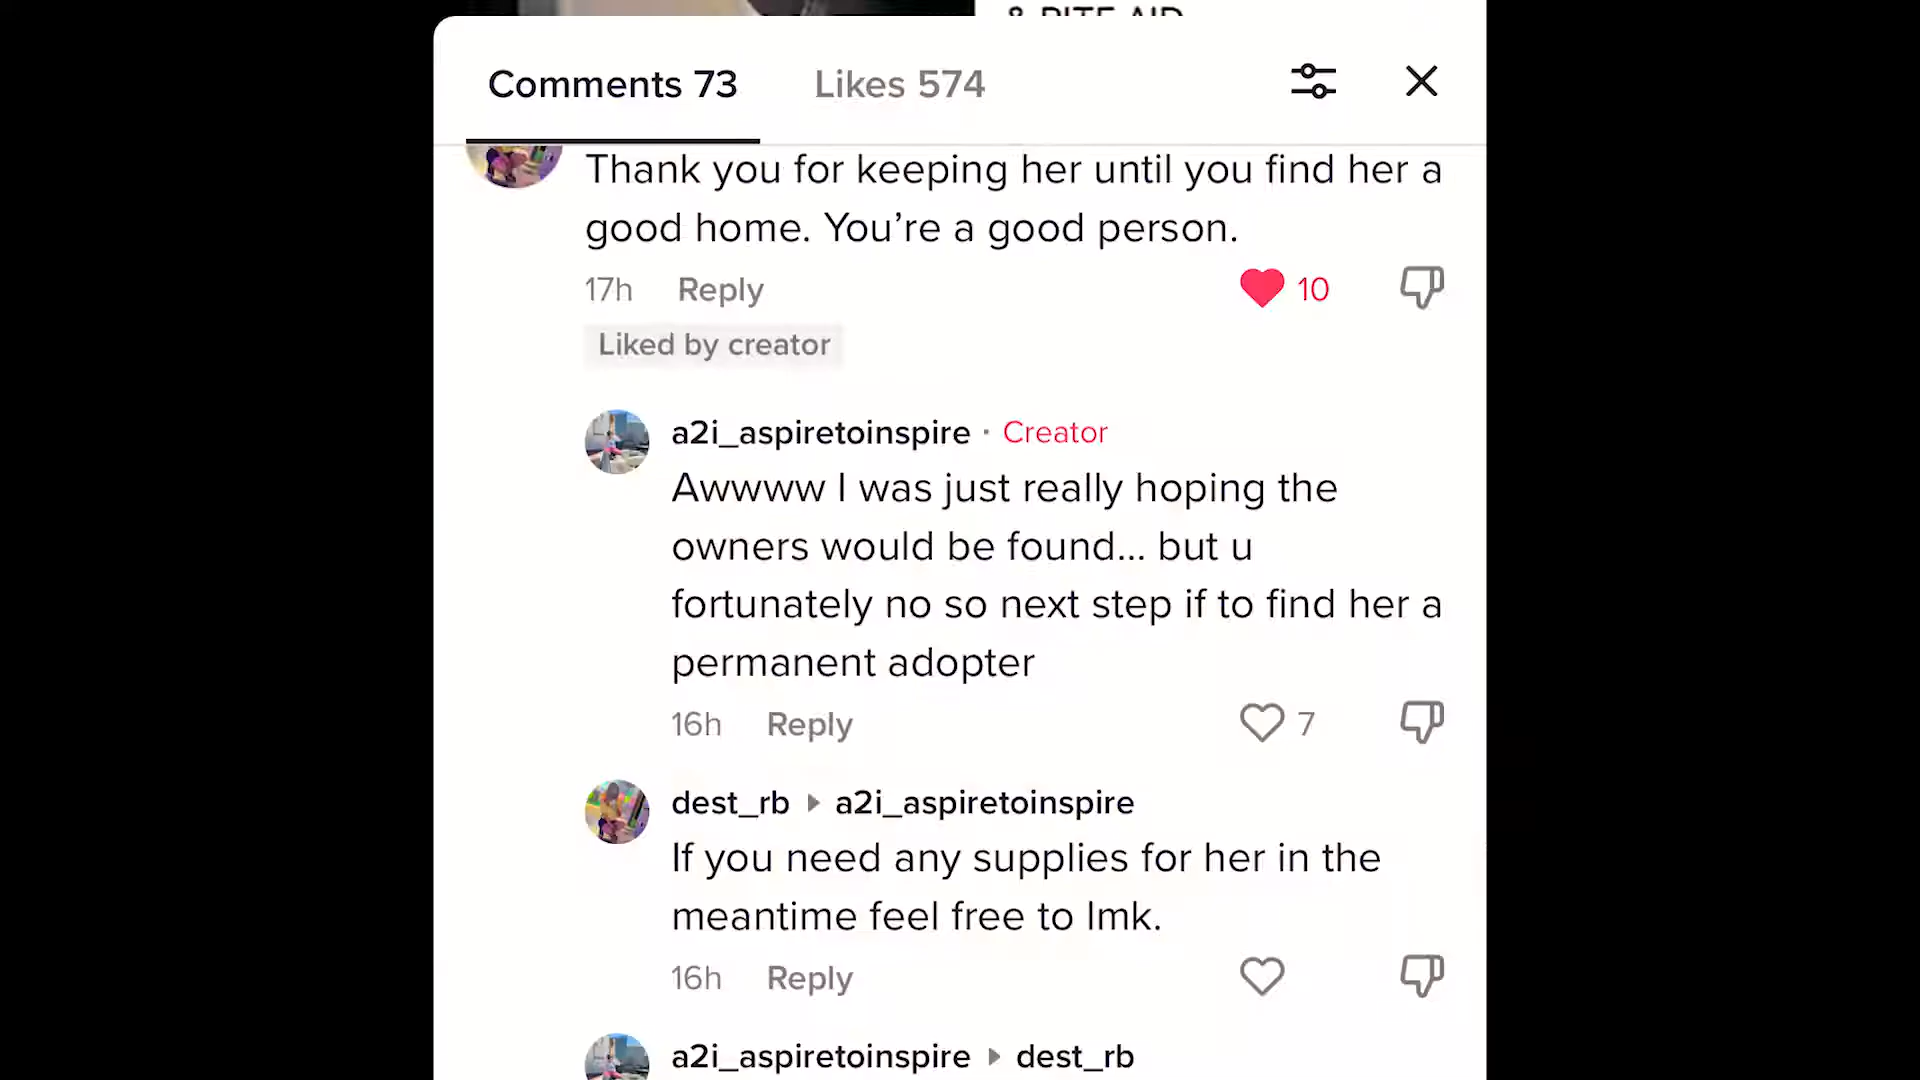 & RITE AID
Comments 73
Likes 574
Thank you for keeping her until you find her a
good home. You’re a good person.
17h Reply
10
Liked by creator
a2i_aspiretoinspire · Creator
Awwww I was just really hoping the
owners would be found... but u
fortunately no so next step if to find her a
permanent adopter
16h Reply
7
dest_rb ▸ a2i_aspiretoinspire
If you need any supplies for her in the
meantime feel free to lmk.
16h Reply
a2i_aspiretoinspire ▸ dest_rb